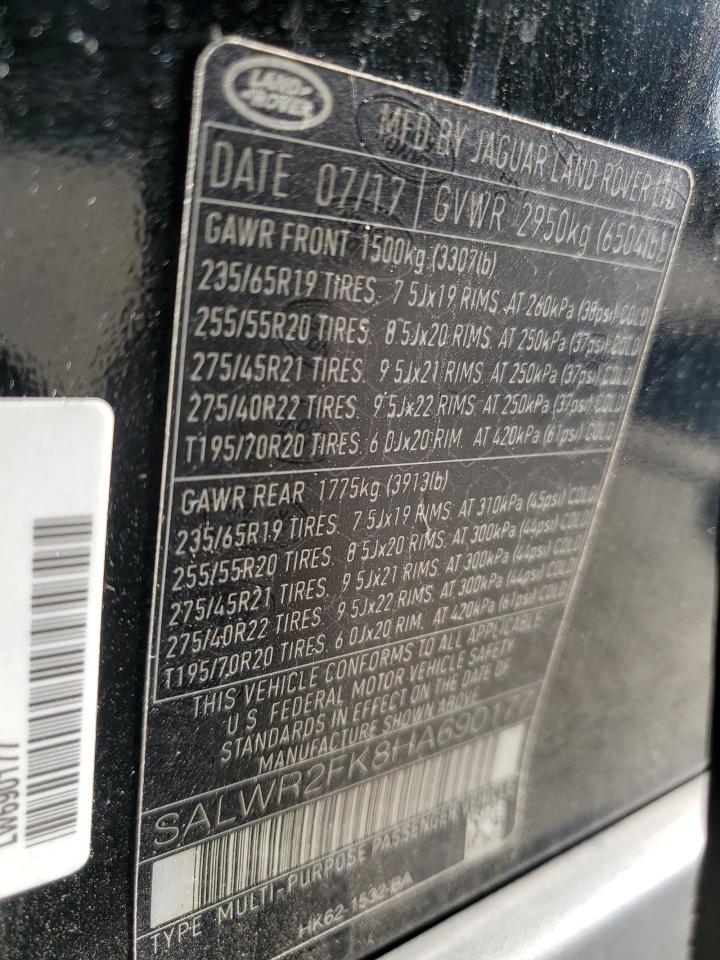 LAND ROVER
MFD BY JAGUAR LAND ROVER LTD
DATE 07/17 GVWR 2950kg (6504lb)
GAWR FRONT 1500kg (3307lb)
235/65R19 TIRES. 7 5Jx19 RIMS AT 260kPa (38psi) COLD
255/55R20 TIRES. 8.5Jx20 RIMS AT 250kPa (37psi) COLD
275/45R21 TIRES. 9 5Jx21 RIMS AT 250kPa (37psi) COLD
275/40R22 TIRES. 9.5Jx22 RIMS AT 250kPa (37psi) COLD
T195/70R20 TIRES. 6 0Jx20 RIM. AT 420kPa (61psi) COLD
GAWR REAR 1775kg (3913lb)
235/65R19 TIRES. 7 5Jx19 RIMS AT 310kPa (45psi) COLD
255/55R20 TIRES. 8 5Jx20 RIMS AT 300kPa (44psi) COLD
275/45R21 TIRES. 9 5Jx21 RIMS AT 300kPa (44psi) COLD
275/40R22 TIRES. 9.5Jx22 RIMS AT 300kPa (44psi) COLD
T195/70R20 TIRES. 6 0Jx20 RIM. AT 420kPa (61psi) COLD
THIS VEHICLE CONFORMS TO ALL APPLICABLE
U.S FEDERAL MOTOR VEHICLE SAFETY
STANDARDS IN EFFECT ON THE DATE OF
MANUFACTURE SHOWN ABOVE
SALWR2FK8HA690177
TYPE MULTI-PURPOSE PASSENGER VEHICLE